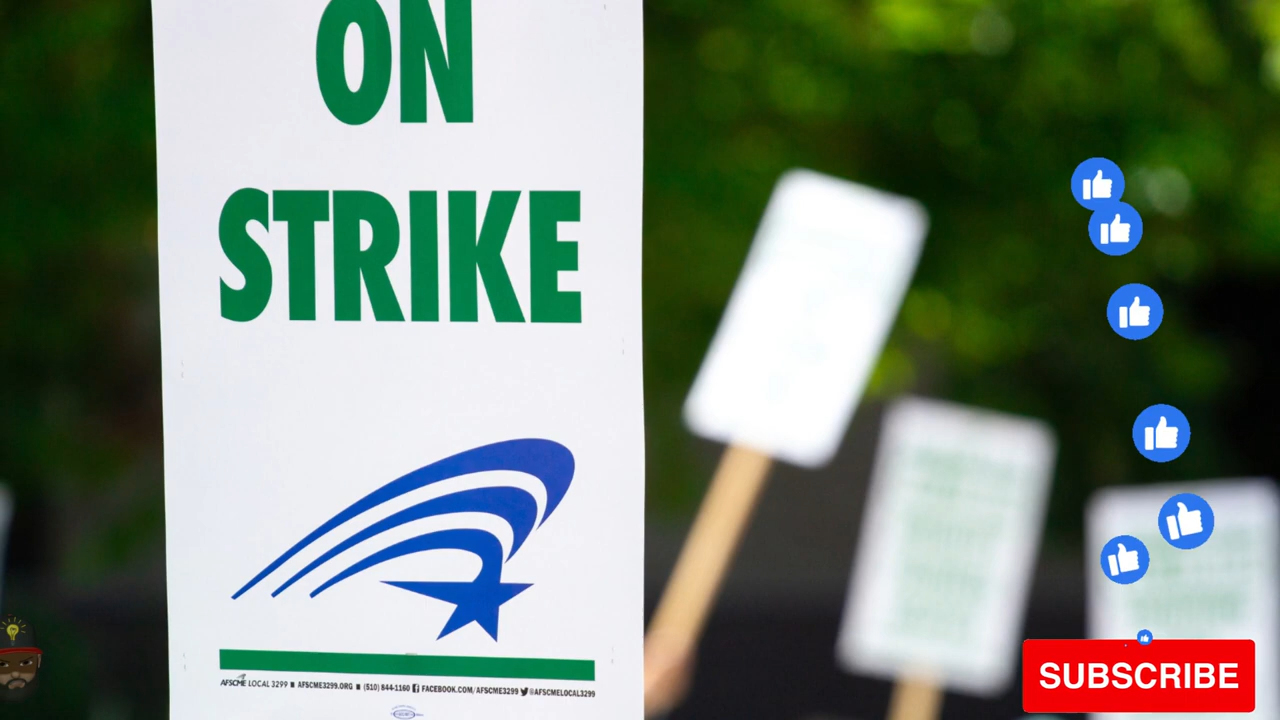 ON
STRIKE
AFSCME LOCAL 3299 ■ AFSCME3299.ORG ■ (510) 844-1160 FACEBOOK.COM/AFSCME3299 @AFSCMELOCAL3299
SUBSCRIBE